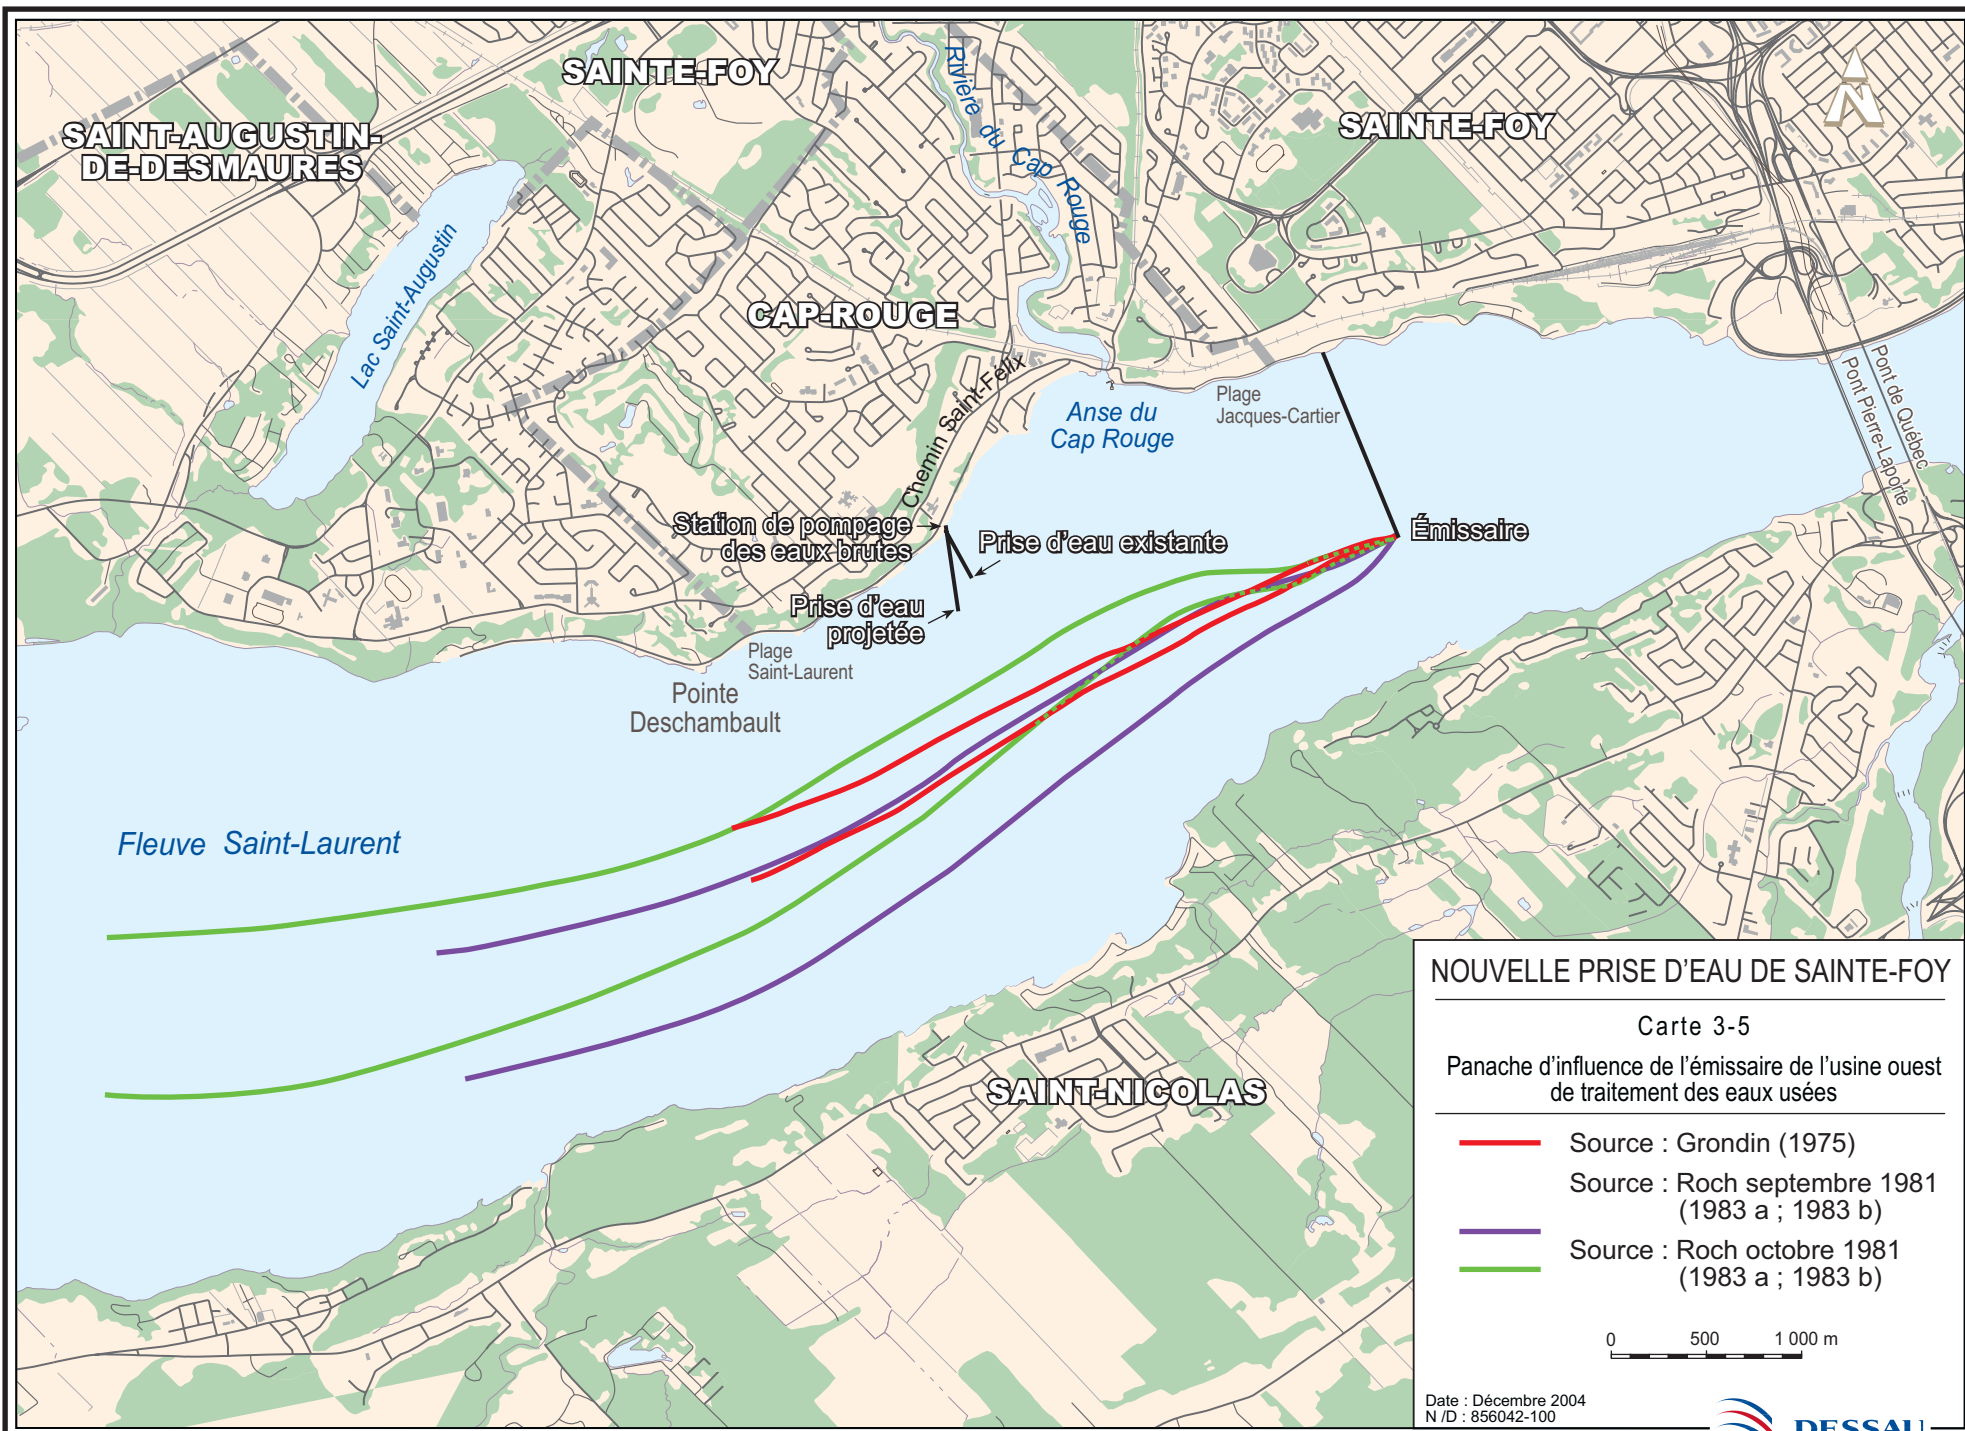 SAINTE-FOY
SAINT-AUGUSTIN-
DE-DESMAURES
Rivière du Cap Rouge
SAINTE-FOY
Lac Saint-Augustin
CAP-ROUGE
Chemin Saint-Félix
Anse du
Cap Rouge
Plage
Jacques-Cartier
Pont de Québec
Pont Pierre-Laporte
Station de pompage
des eaux brutes
Prise d'eau existante
Émissaire
Prise d'eau
projetée
Plage
Saint-Laurent
Pointe
Deschambault
Fleuve Saint-Laurent
SAINT-NICOLAS
N
NOUVELLE PRISE D'EAU DE SAINTE-FOY
Carte 3-5
Panache d'influence de l'émissaire de l'usine ouest
de traitement des eaux usées
Source : Grondin (1975)
Source : Roch septembre 1981
(1983 a ; 1983 b)
Source : Roch octobre 1981
(1983 a ; 1983 b)
0 500 1 000 m
Date : Décembre 2004
N /D : 856042-100
DESSAU